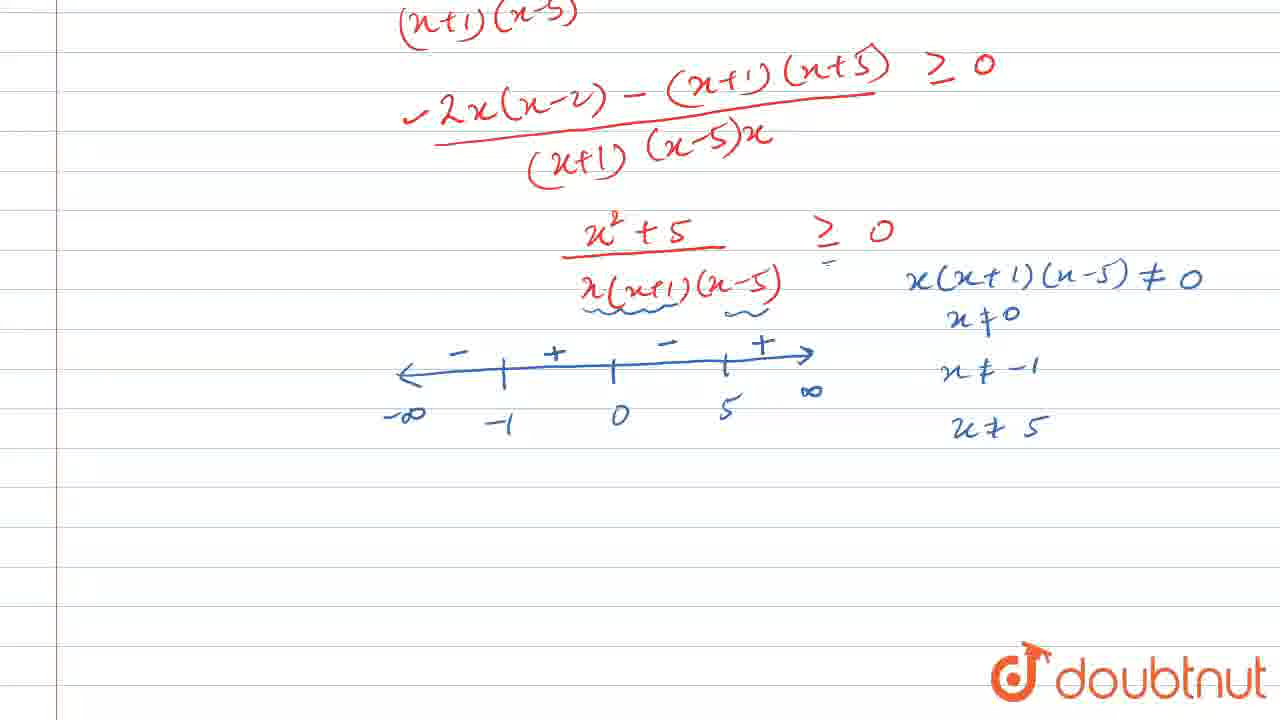 (x+1)(x-5)
-2x(x-2) - (x+1)(x+5) ≥ 0
(x+1)(x-5)x
x² + 5 ≥ 0
x(x+1)(x-5)
x(x+1)(x-5) ≠ 0
x ≠ 0
- + - +
x ≠ -1
-∞ -1 0 5 ∞
x ≠ 5
doubtnut